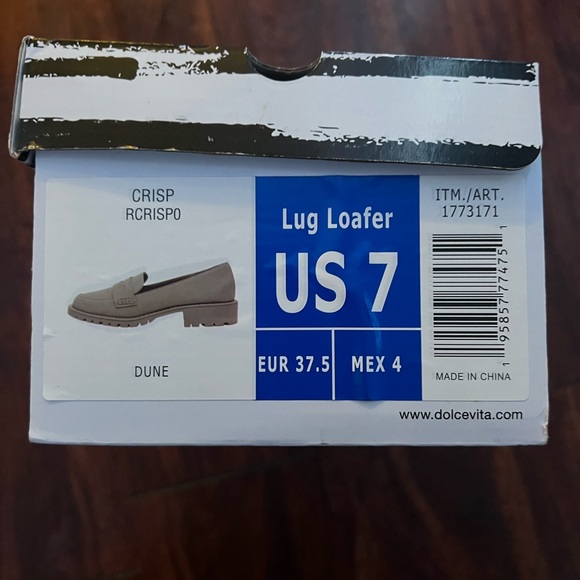 CRISP
RCRISPO
DUNE
Lug Loafer
US 7
EUR 37.5
MEX 4
ITM./ART.
1773171
1 95857 77475 1
MADE IN CHINA
www.dolcevita.com